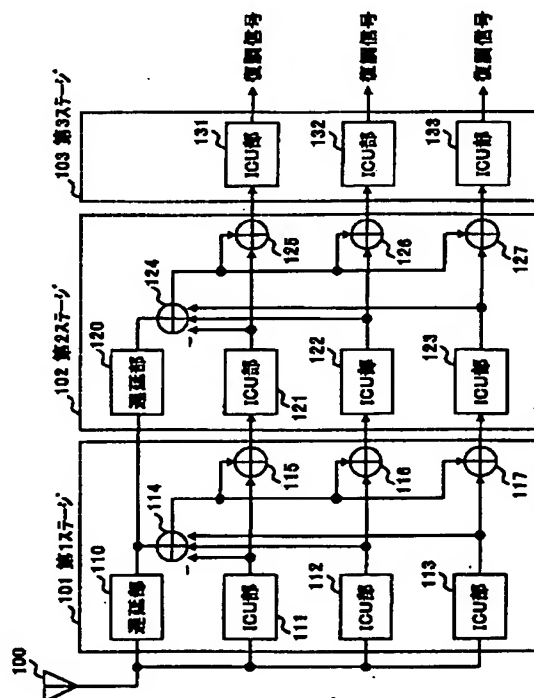 100
101 第1ステージ
102 第2ステージ
103 第3ステージ
110
遅延部
120
遅延部
114
124
-
-
ICU部
111
115
ICU部
121
125
131
ICU部
復調信号
112
ICU部
116
122
ICU部
126
132
ICU部
復調信号
113
ICU部
117
123
ICU部
127
133
ICU部
復調信号